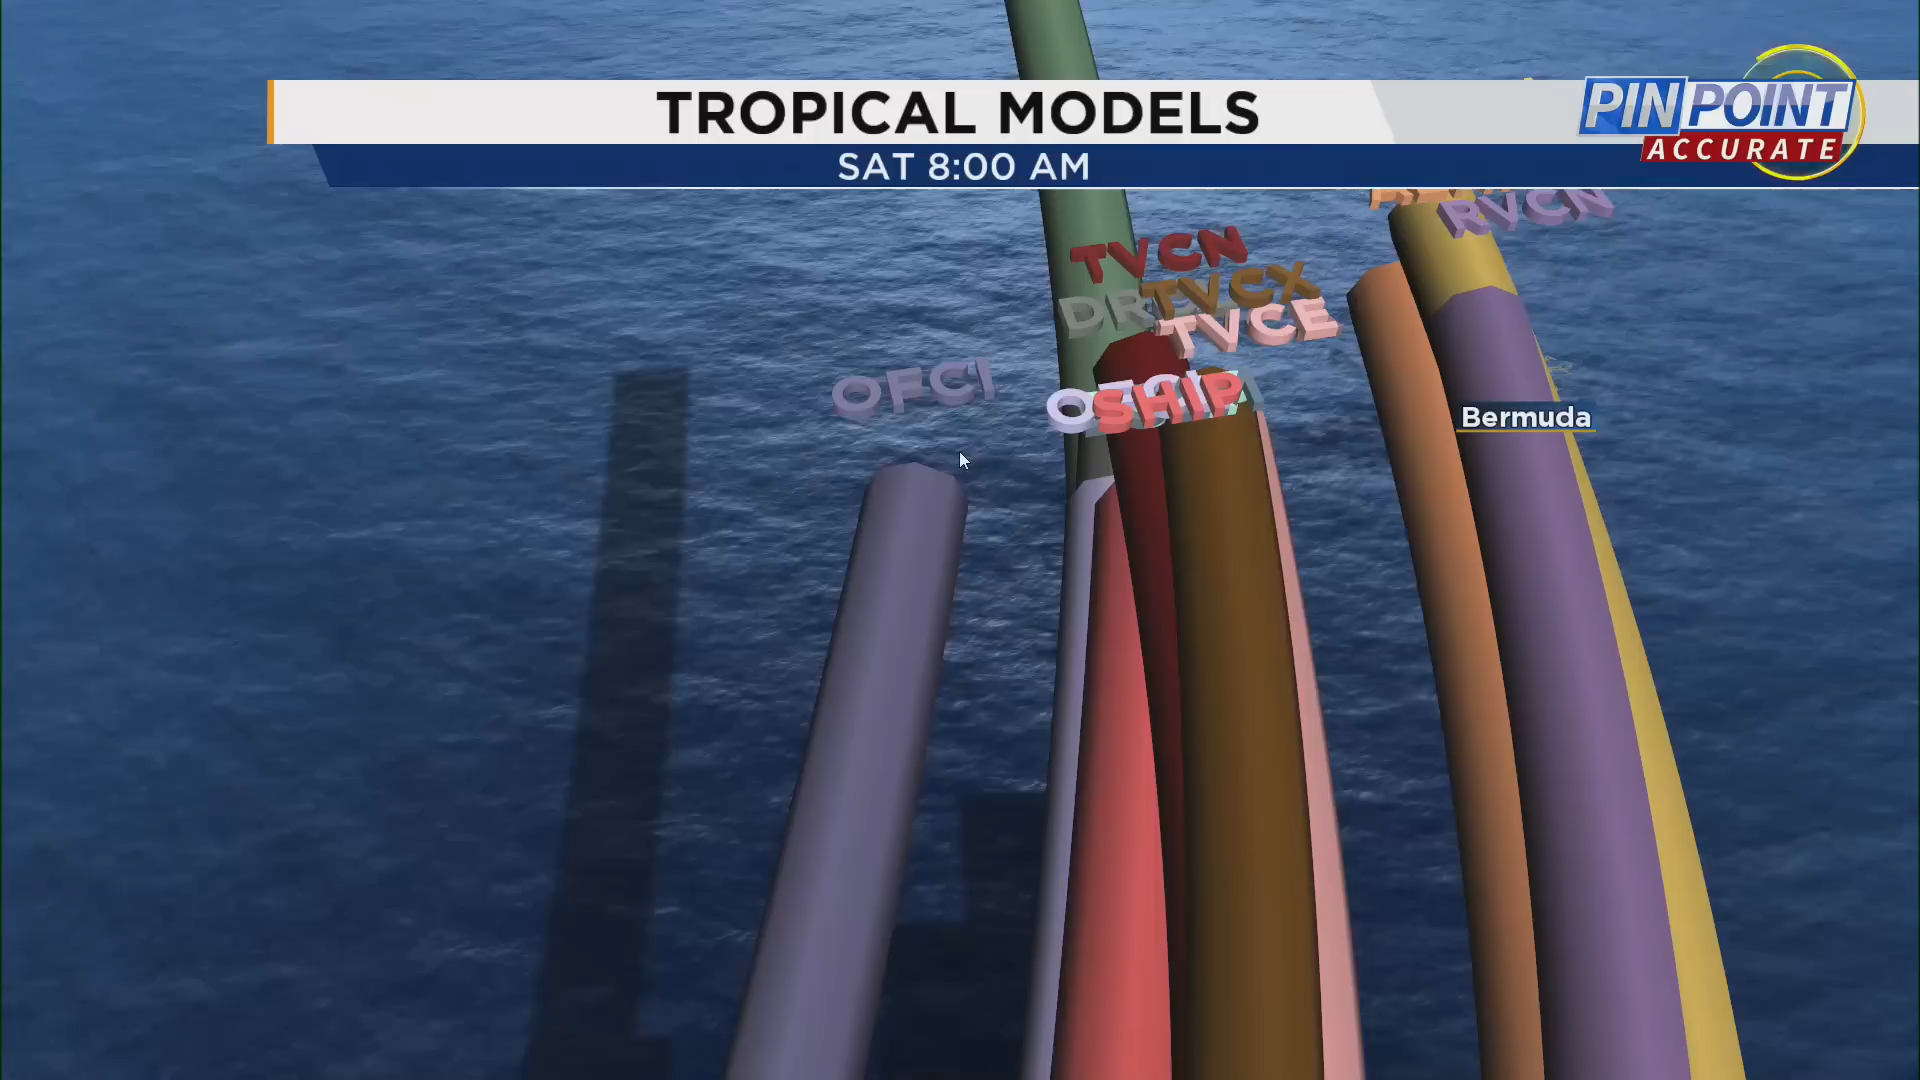 TROPICAL MODELS
PINPOINT
ACCURATE
SAT 8:00 AM
RVCN
TVCN
TVCX
TVCE
OFCI
SHIP
Bermuda